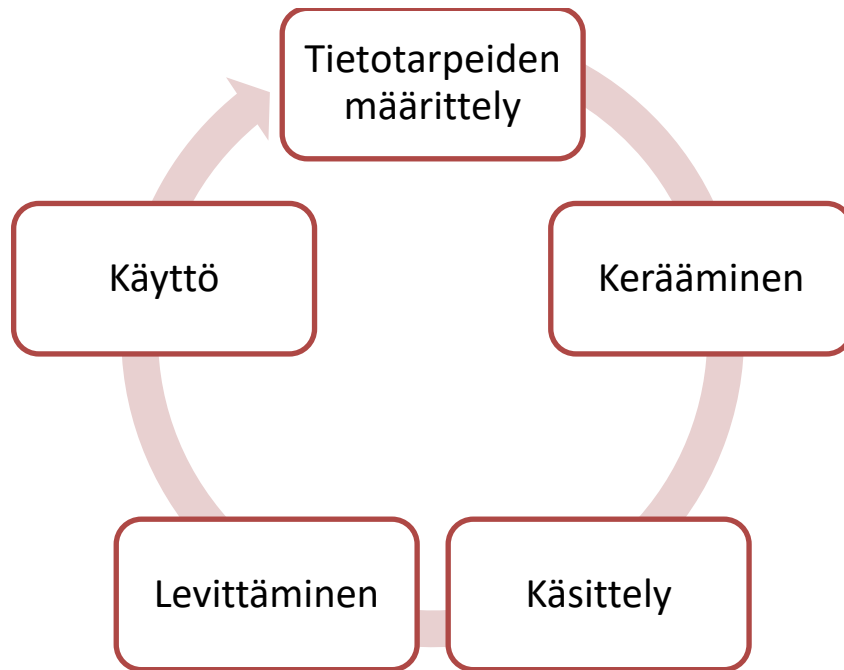 Tietotarpeiden
määrittely
Kerääminen
Käsittely
Levittäminen
Käyttö